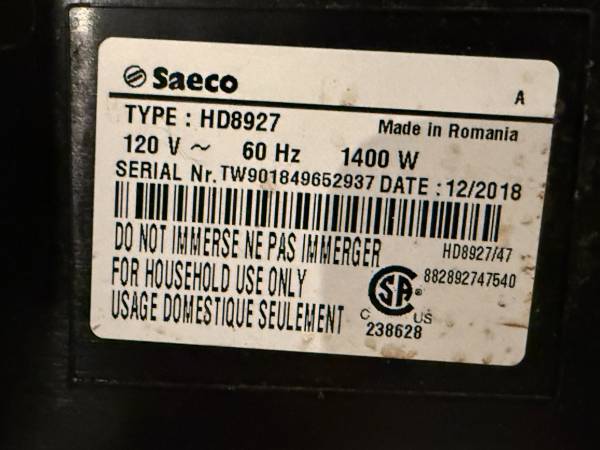 Saeco
A
TYPE : HD8927
Made in Romania
120 V ~ 60 Hz 1400 W
SERIAL Nr. TW901849652937 DATE : 12/2018
DO NOT IMMERSE NE PAS IMMERGER
HD8927/47
FOR HOUSEHOLD USE ONLY
882892747540
USAGE DOMESTIQUE SEULEMENT
C SA ® US
238628